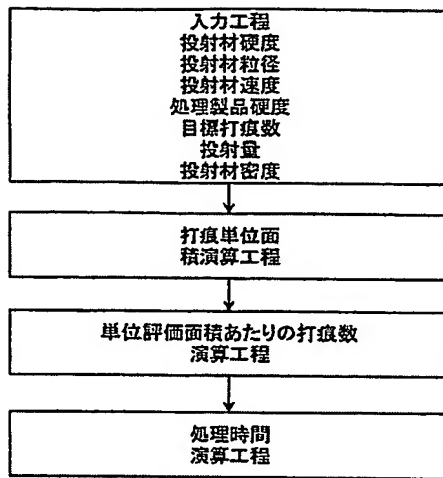 入力工程
投射材硬度
投射材粒径
投射材速度
処理製品硬度
目標打痕数
投射量
投射材密度
打痕単位面
積演算工程
単位評価面積あたりの打痕数
演算工程
処理時間
演算工程